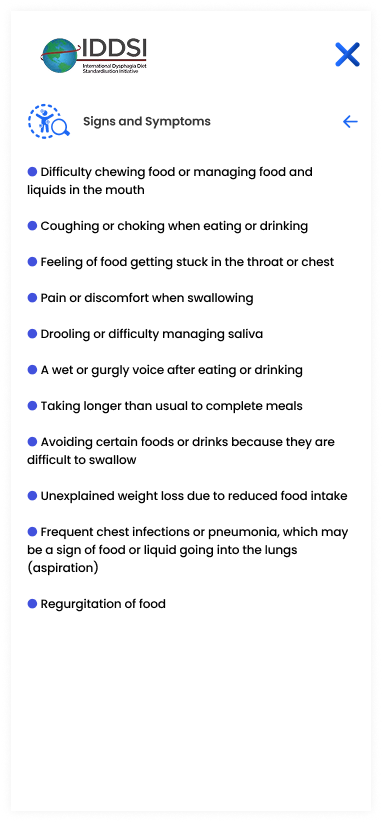 IDDSI
International Dysphagia Diet
Standardisation Initiative
Signs and Symptoms
Difficulty chewing food or managing food and
liquids in the mouth
Coughing or choking when eating or drinking
Feeling of food getting stuck in the throat or chest
Pain or discomfort when swallowing
Drooling or difficulty managing saliva
A wet or gurgly voice after eating or drinking
Taking longer than usual to complete meals
Avoiding certain foods or drinks because they are
difficult to swallow
Unexplained weight loss due to reduced food intake
Frequent chest infections or pneumonia, which may
be a sign of food or liquid going into the lungs
(aspiration)
Regurgitation of food